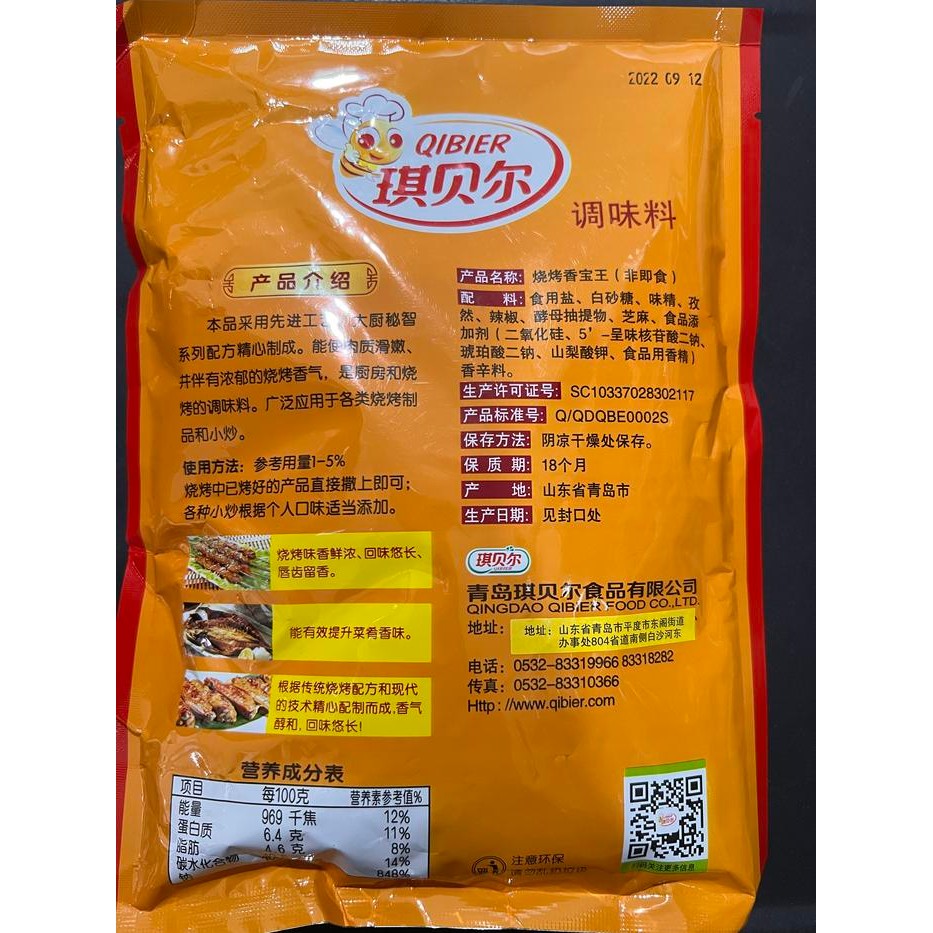 2022 09 12
QIBIER
琪贝尔
调味料
产品介绍
本品采用先进工 大厨秘智
系列配方精心制成。能使肉质滑嫩、
并伴有浓郁的烧烤香气，是厨房和烧
烤的调味料。广泛应用于各类烧烤制
品和小炒。
使用方法：参考用量1-5%
烧烤中已烤好的产品直接撒上即可；
各种小炒根据个人口味适当添加。
烧烤味香鲜浓、回味悠长、
唇齿留香。
能有效提升菜肴香味。
根据传统烧烤配方和现代
的技术精心配制而成,香气
醇和,回味悠长!
营养成分表
项目 每100克 营养素参考值%
能量 969 千焦 12%
蛋白质 6.4 克 11%
脂肪 4.6 克 8%
碳水化合物 14%
848%
产品名称: 烧烤香宝王（非即食）
配 料: 食用盐、白砂糖、味精、孜
然、辣椒、酵母抽提物、芝麻、食品添
加剂（二氧化硅、5’-呈味核苷酸二钠、
琥珀酸二钠、山梨酸钾、食品用香精）
香辛料。
生产许可证号: SC10337028302117
产品标准号: Q/QDQBE0002S
保存方法: 阴凉干燥处保存。
保质期: 18个月
产 地: 山东省青岛市
生产日期: 见封口处
琪贝尔
青岛琪贝尔食品有限公司
QINGDAO QIBIER FOOD CO.,LTD.
地址: 地址: 山东省青岛市平度市东阁街道
办事处804省道南侧白沙河东
电话: 0532-83319966 83318282
传真: 0532-83310366
Http: //www.qibier.com
注意环保
扫码关注更多信息